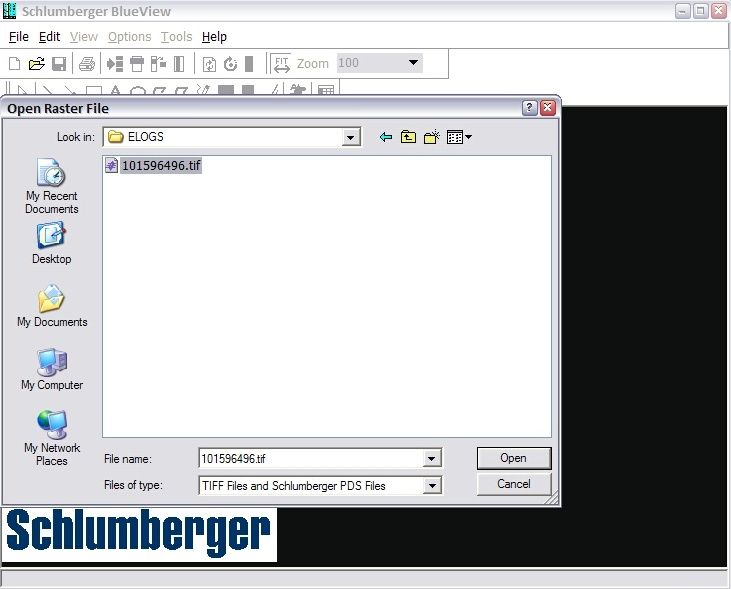 Schlumberger BlueView
File Edit View Options Tools Help
FIT Zoom 100
Open Raster File
Look in: ELOGS
101596496.tif
My Recent
Documents
Desktop
My Documents
My Computer
My Network
Places
File name: 101596496.tif Open
Files of type: TIFF Files and Schlumberger PDS Files Cancel
Schlumberger